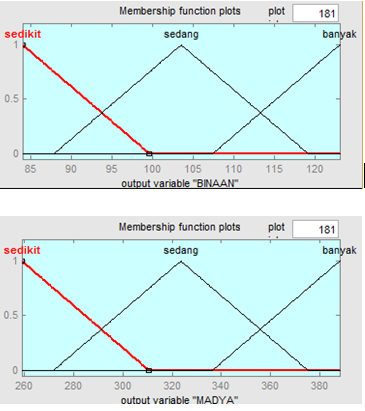 Membership function plots plot 181
sedikit sedang banyak
1
0.5
0
85 90 95 100 105 110 115 120
output variable "BINAAN"
Membership function plots plot 181
sedikit sedang banyak
1
0.5
0
260 280 300 320 340 360 380
output variable "MADYA"